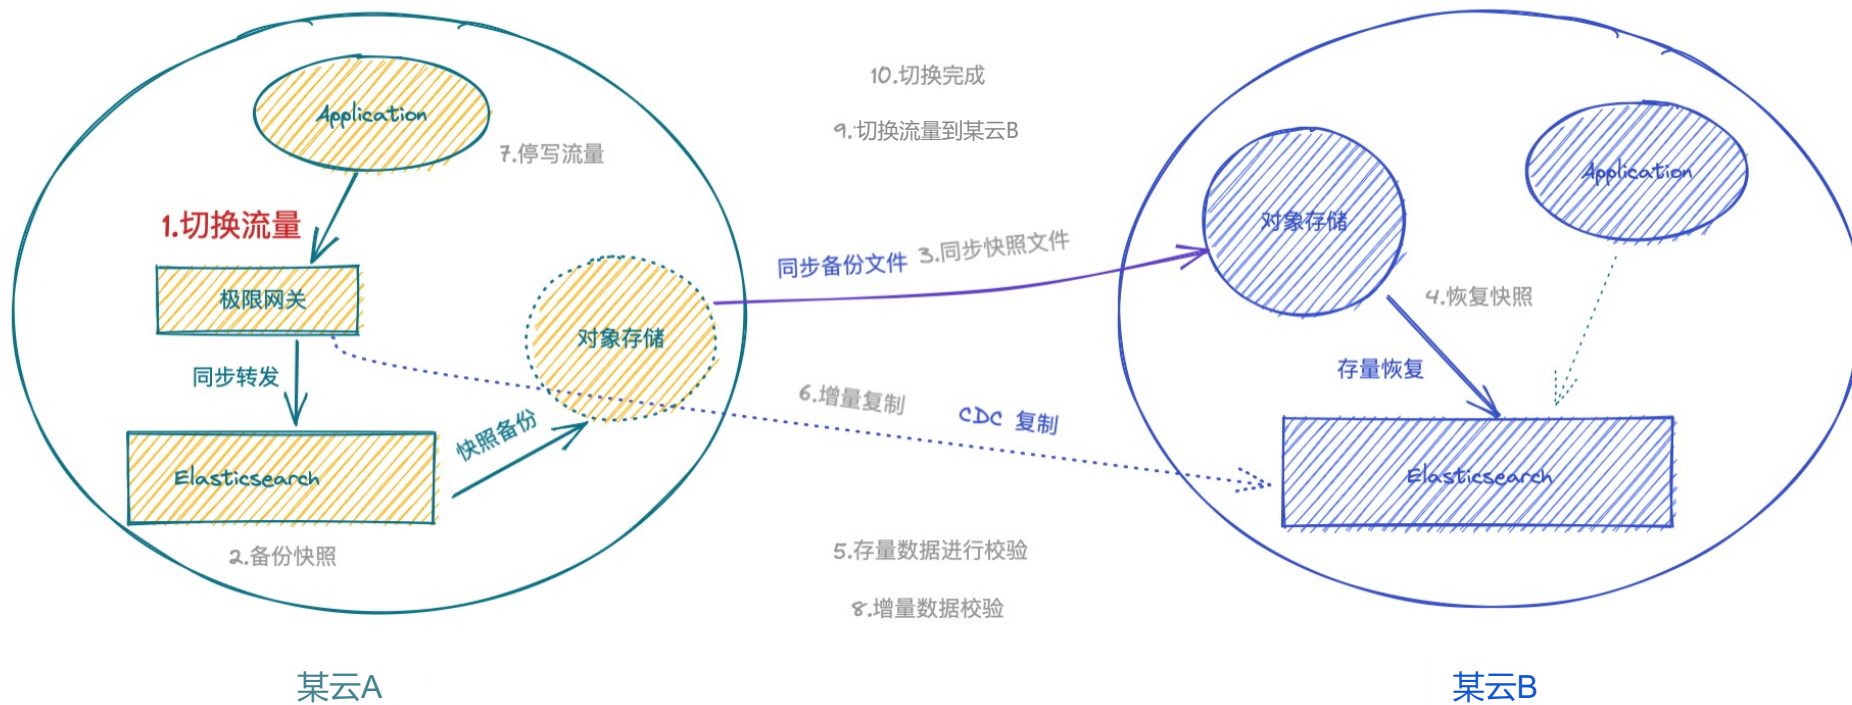 10.切换完成
9.切换流量到某云B
Application
7.停写流量
1.切换流量
极限网关
同步转发
对象存储
快照备份
Elasticsearch
2.备份快照
同步备份文件
3.同步快照文件
6.增量复制
CDC 复制
5.存量数据进行校验
8.增量数据校验
对象存储
Application
4.恢复快照
存量恢复
Elasticsearch
某云A
某云B